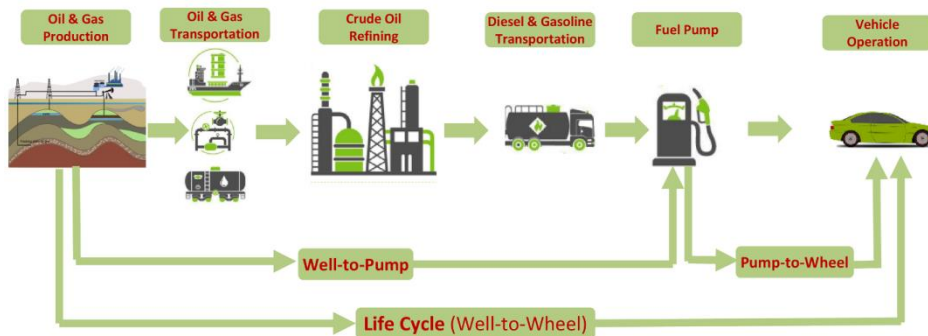 Oil & Gas
Production
Oil & Gas
Transportation
Crude Oil
Refining
Diesel & Gasoline
Transportation
Fuel Pump
Vehicle
Operation
Well-to-Pump
Pump-to-Wheel
Life Cycle (Well-to-Wheel)